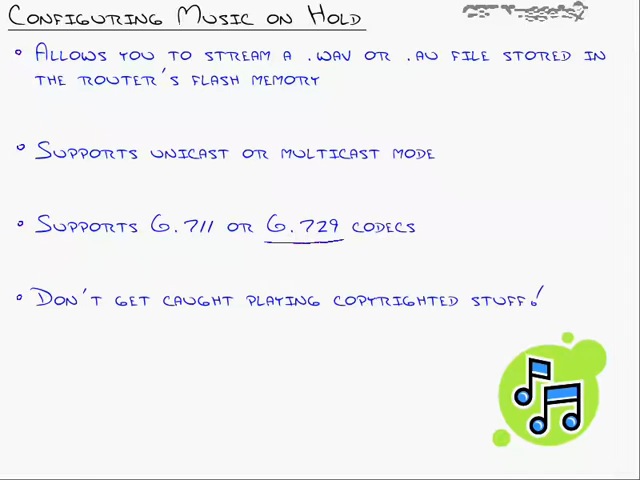 Configuring Music on Hold
• Allows you to stream a .wav or .au file stored in
the router's flash memory
• Supports unicast or multicast mode
• Supports G.711 or G.729 codecs
• Don't get caught playing copyrighted stuff!